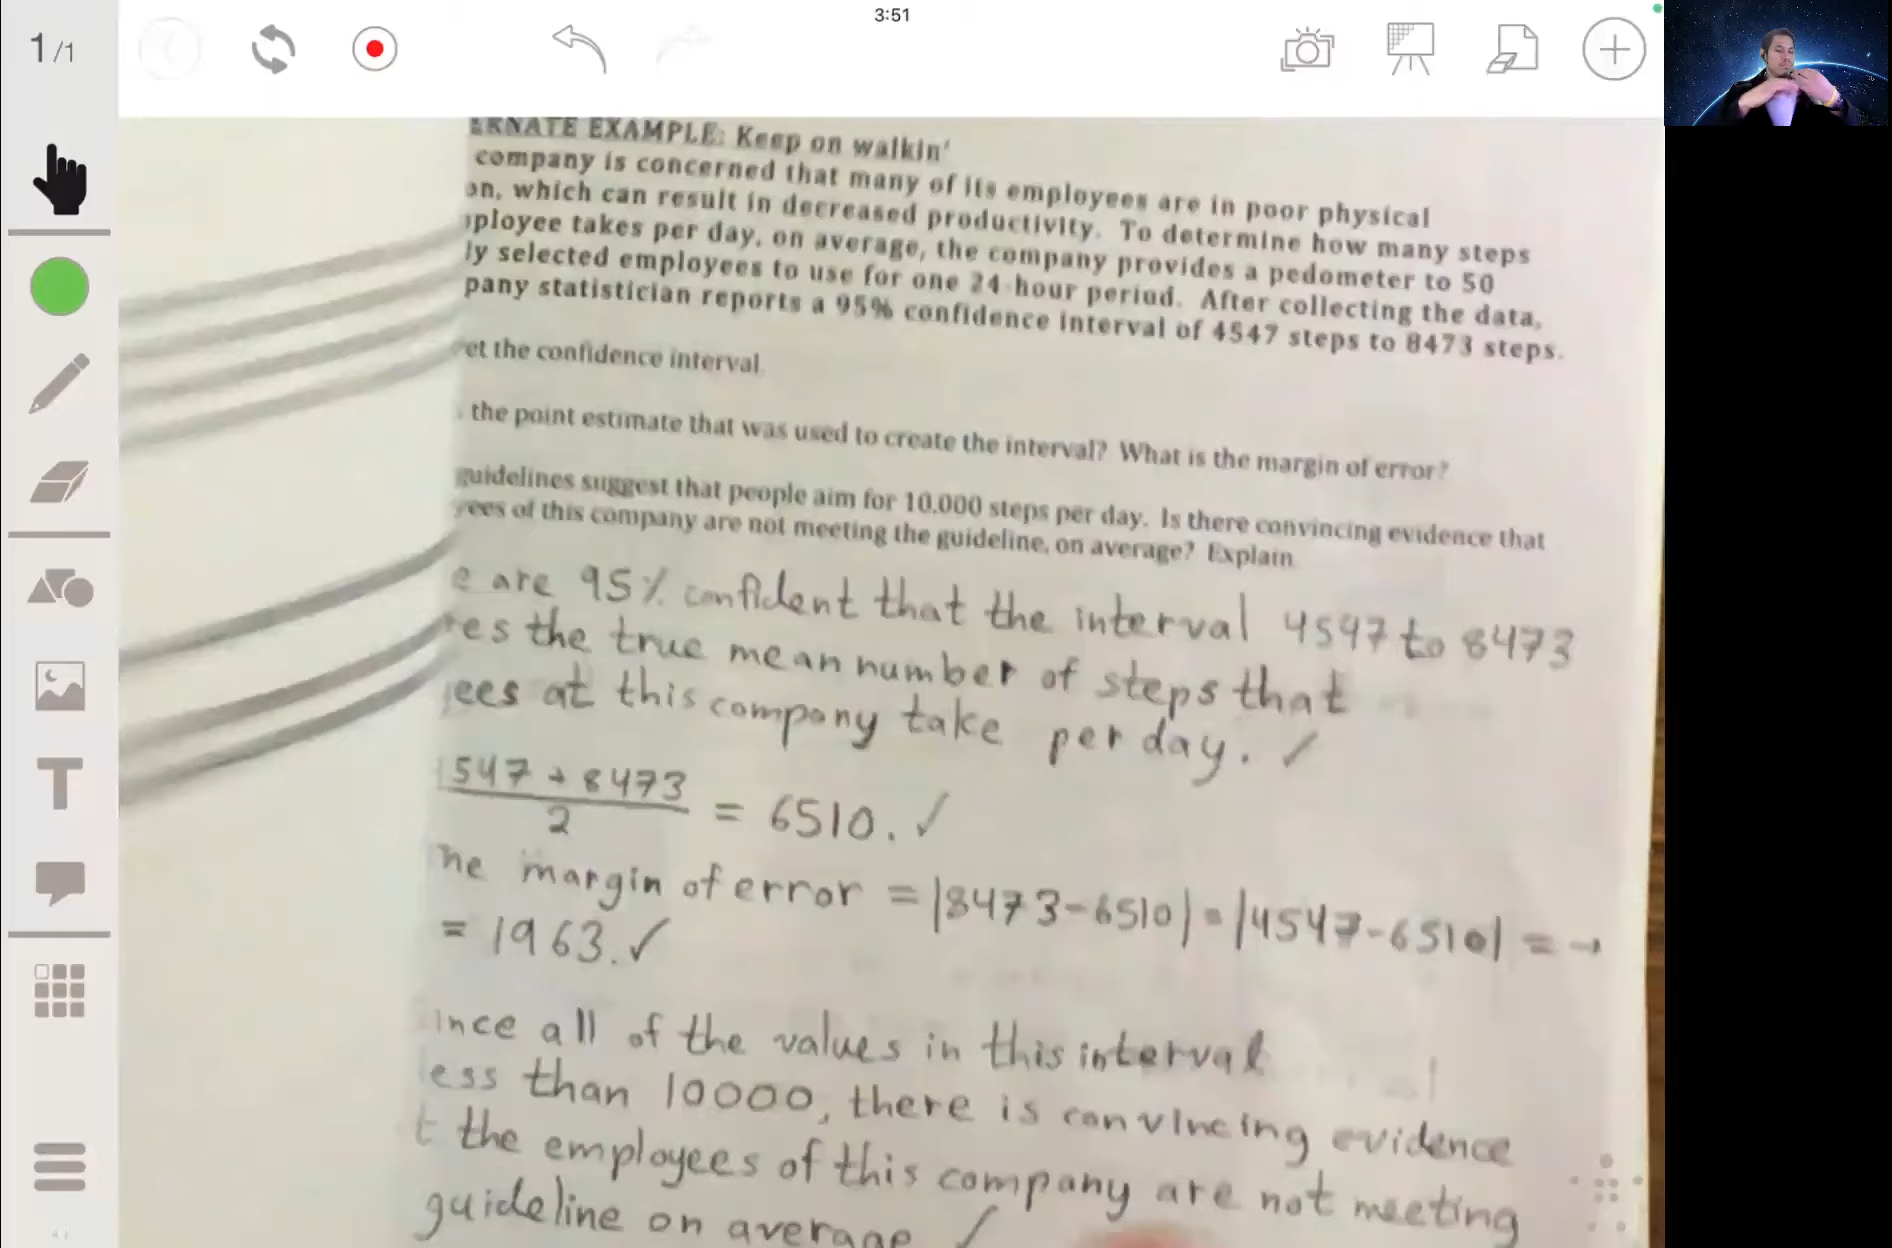 3:51
1/1
ERNATE EXAMPLE: Keep on walkin'
company is concerned that many of its employees are in poor physical
on, which can result in decreased productivity. To determine how many steps
ployee takes per day, on average, the company provides a pedometer to 50
ly selected employees to use for one 24-hour period. After collecting the data,
pany statistician reports a 95% confidence interval of 4547 steps to 8473 steps.
et the confidence interval.
the point estimate that was used to create the interval? What is the margin of error?
guidelines suggest that people aim for 10,000 steps per day. Is there convincing evidence that
yees of this company are not meeting the guideline, on average? Explain.
e are 95% confident that the interval 4547 to 8473
res the true mean number of steps that
ees at this company take per day. ✓
547 + 8473
2
= 6510. ✓
he margin of error = |8473-6510| = |4547-6510| = →
= 1963. ✓
ince all of the values in this interval
less than 10000, there is convincing evidence
t the employees of this company are not meeting
guideline on average ✓
T